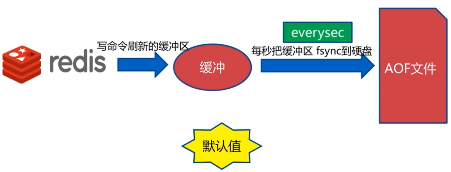 redis
写命令刷新的缓冲区
缓冲
everysec
每秒把缓冲区 fsync到硬盘
AOF文件
默认值